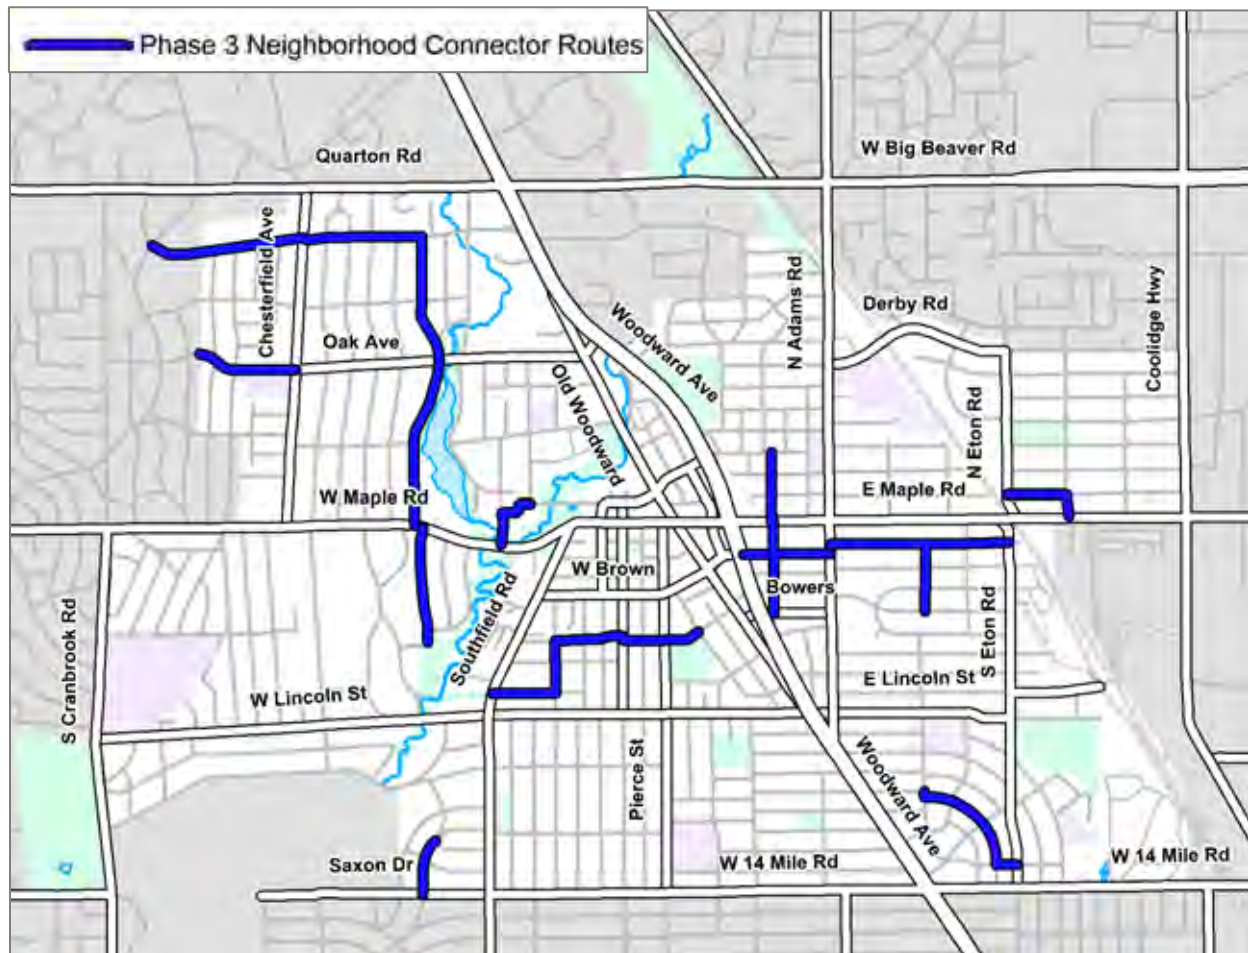 Phase 3 Neighborhood Connector Routes
Quarton Rd
W Big Beaver Rd
Chesterfield Ave
N Adams Rd
Derby Rd
Coolidge Hwy
Woodward Ave
Oak Ave
Old Woodward
N Eton Rd
W Maple Rd
E Maple Rd
W Brown
Bowers
Southfield Rd
S Cranbrook Rd
S Eton Rd
W Lincoln St
E Lincoln St
Pierce St
Woodward Ave
Saxon Dr
W 14 Mile Rd
W 14 Mile Rd